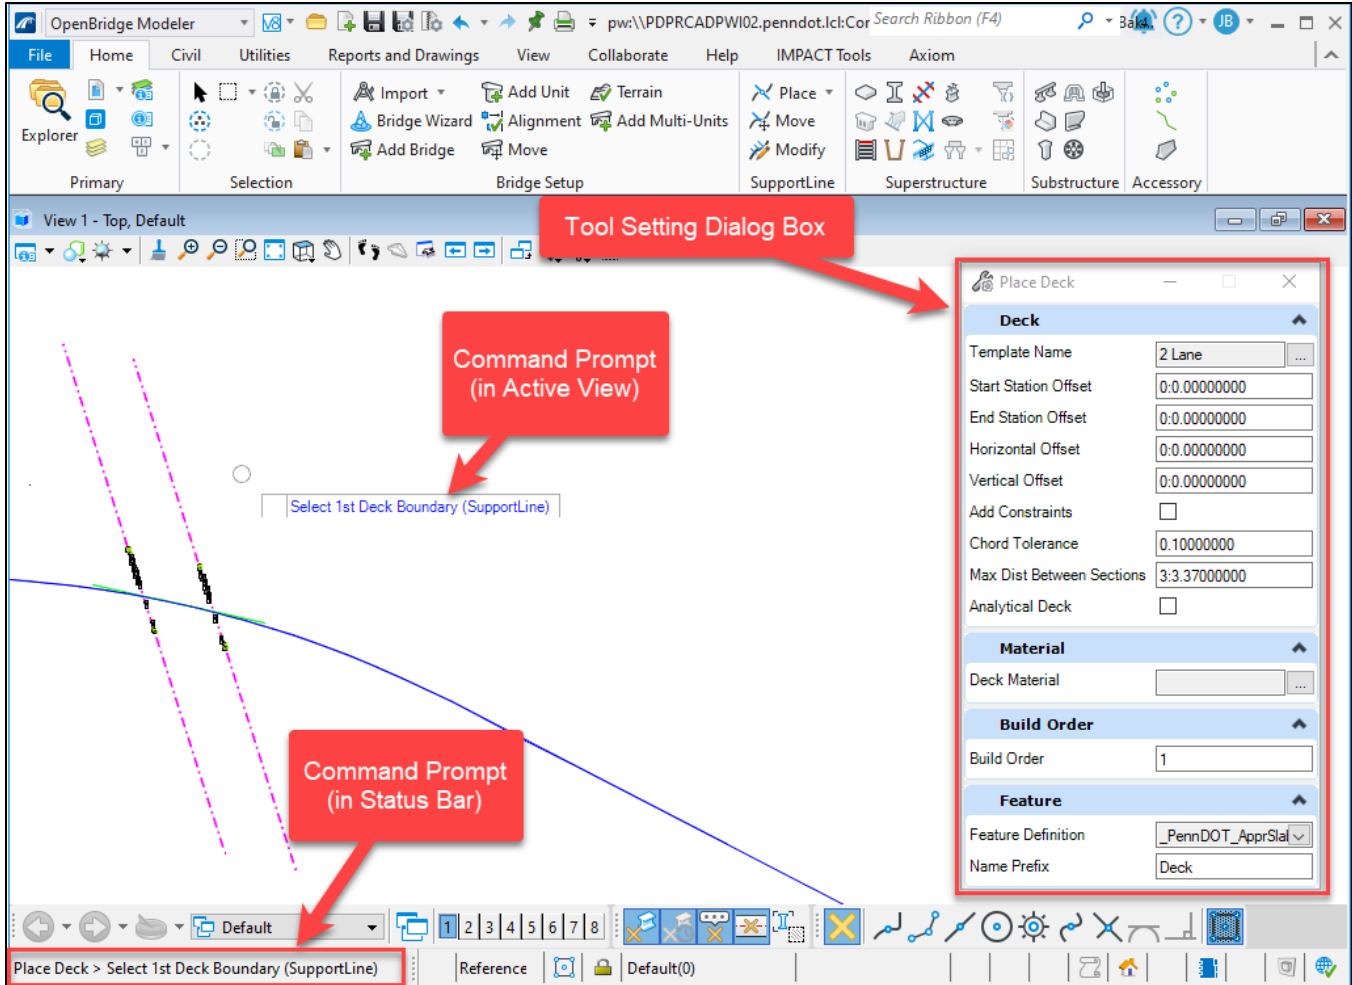 OpenBridge Modeler
V8
pw:\\PDPRCADPWI02.penndot.lcl:Cor
Search Ribbon (F4)
?
JB
File Home Civil Utilities Reports and Drawings View Collaborate Help IMPACT Tools Axiom
Explorer
Import
Add Unit
Terrain
Bridge Wizard
Alignment
Add Multi-Units
Add Bridge
Move
Place
Move
Modify
Primary
Selection
Bridge Setup
SupportLine
Superstructure
Substructure
Accessory
View 1 - Top, Default
Tool Setting Dialog Box
Command Prompt
(in Active View)
Select 1st Deck Boundary (SupportLine)
Place Deck
Deck
Template Name 2 Lane ...
Start Station Offset 0:0.00000000
End Station Offset 0:0.00000000
Horizontal Offset 0:0.00000000
Vertical Offset 0:0.00000000
Add Constraints
Chord Tolerance 0.10000000
Max Dist Between Sections 3:3.37000000
Analytical Deck
Material
Deck Material ...
Build Order
Build Order 1
Feature
Feature Definition _PennDOT_ApprSlal
Name Prefix Deck
Command Prompt
(in Status Bar)
Default
1 2 3 4 5 6 7 8
Place Deck > Select 1st Deck Boundary (SupportLine)
Reference
Default(0)